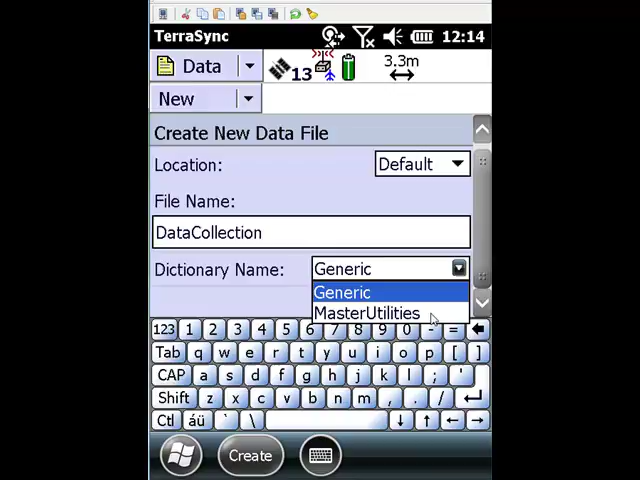 TerraSync 12:14
Data 13 3.3m
New
Create New Data File
Location: Default
File Name:
DataCollection
Dictionary Name: Generic
Generic
MasterUtilities
123 1 2 3 4 5 6 7 8 9 0 - =
Tab q w e r t y u i o p [ ]
CAP a s d f g h j k l ; '
Shift z x c v b n m , . /
Ctl áü ` \
Create